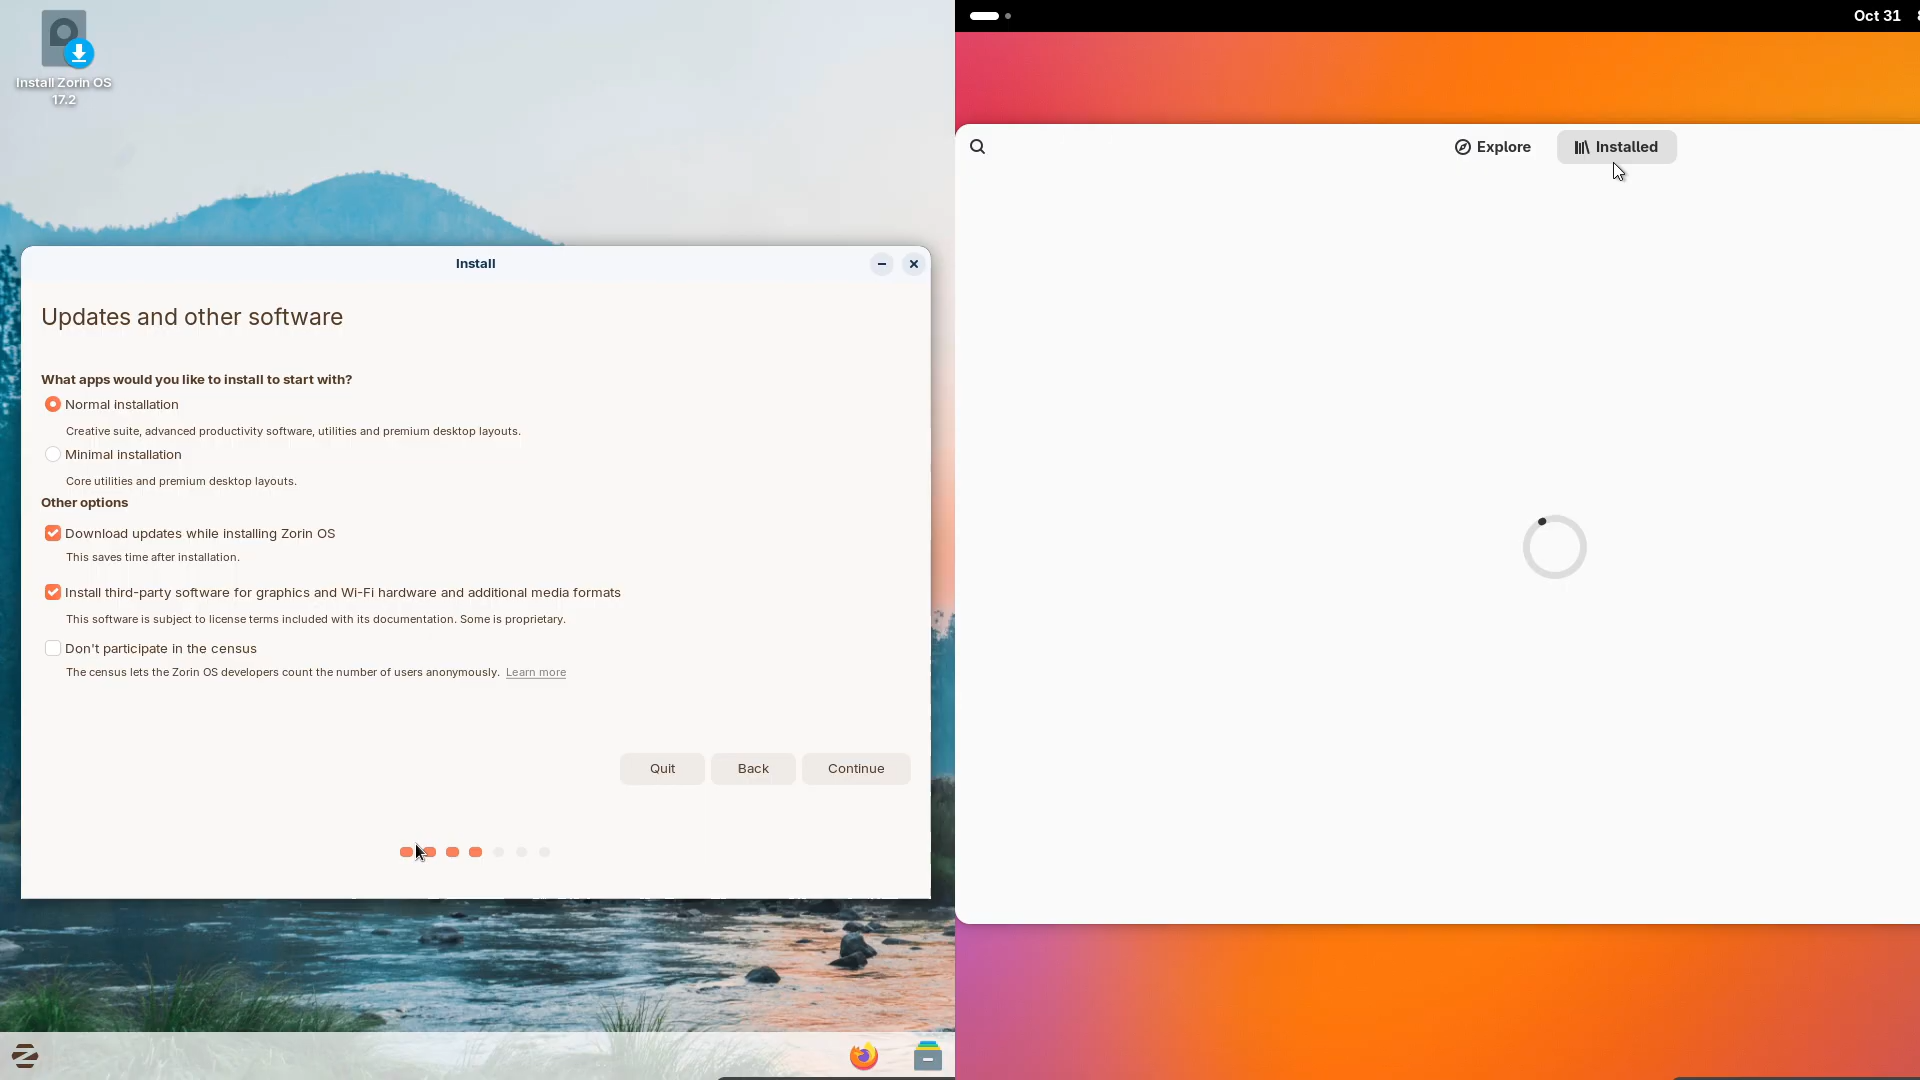 Install Zorin OS
17.2
Install
Updates and other software
What apps would you like to install to start with?
Normal installation
Creative suite, advanced productivity software, utilities and premium desktop layouts.
Minimal installation
Core utilities and premium desktop layouts.
Other options
Download updates while installing Zorin OS
This saves time after installation.
Install third-party software for graphics and Wi-Fi hardware and additional media formats
This software is subject to license terms included with its documentation. Some is proprietary.
Don't participate in the census
The census lets the Zorin OS developers count the number of users anonymously. Learn more
Quit
Back
Continue
Oct 31
Explore
Installed